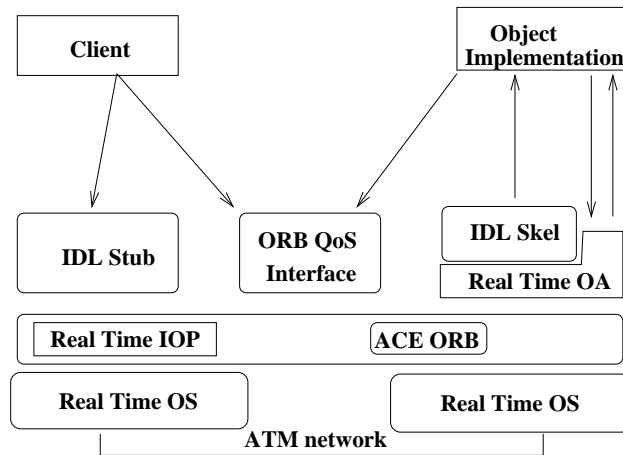 Client
Object
Implementation
IDL Stub
ORB QoS
Interface
IDL Skel
Real Time OA
Real Time IOP
ACE ORB
Real Time OS
Real Time OS
ATM network